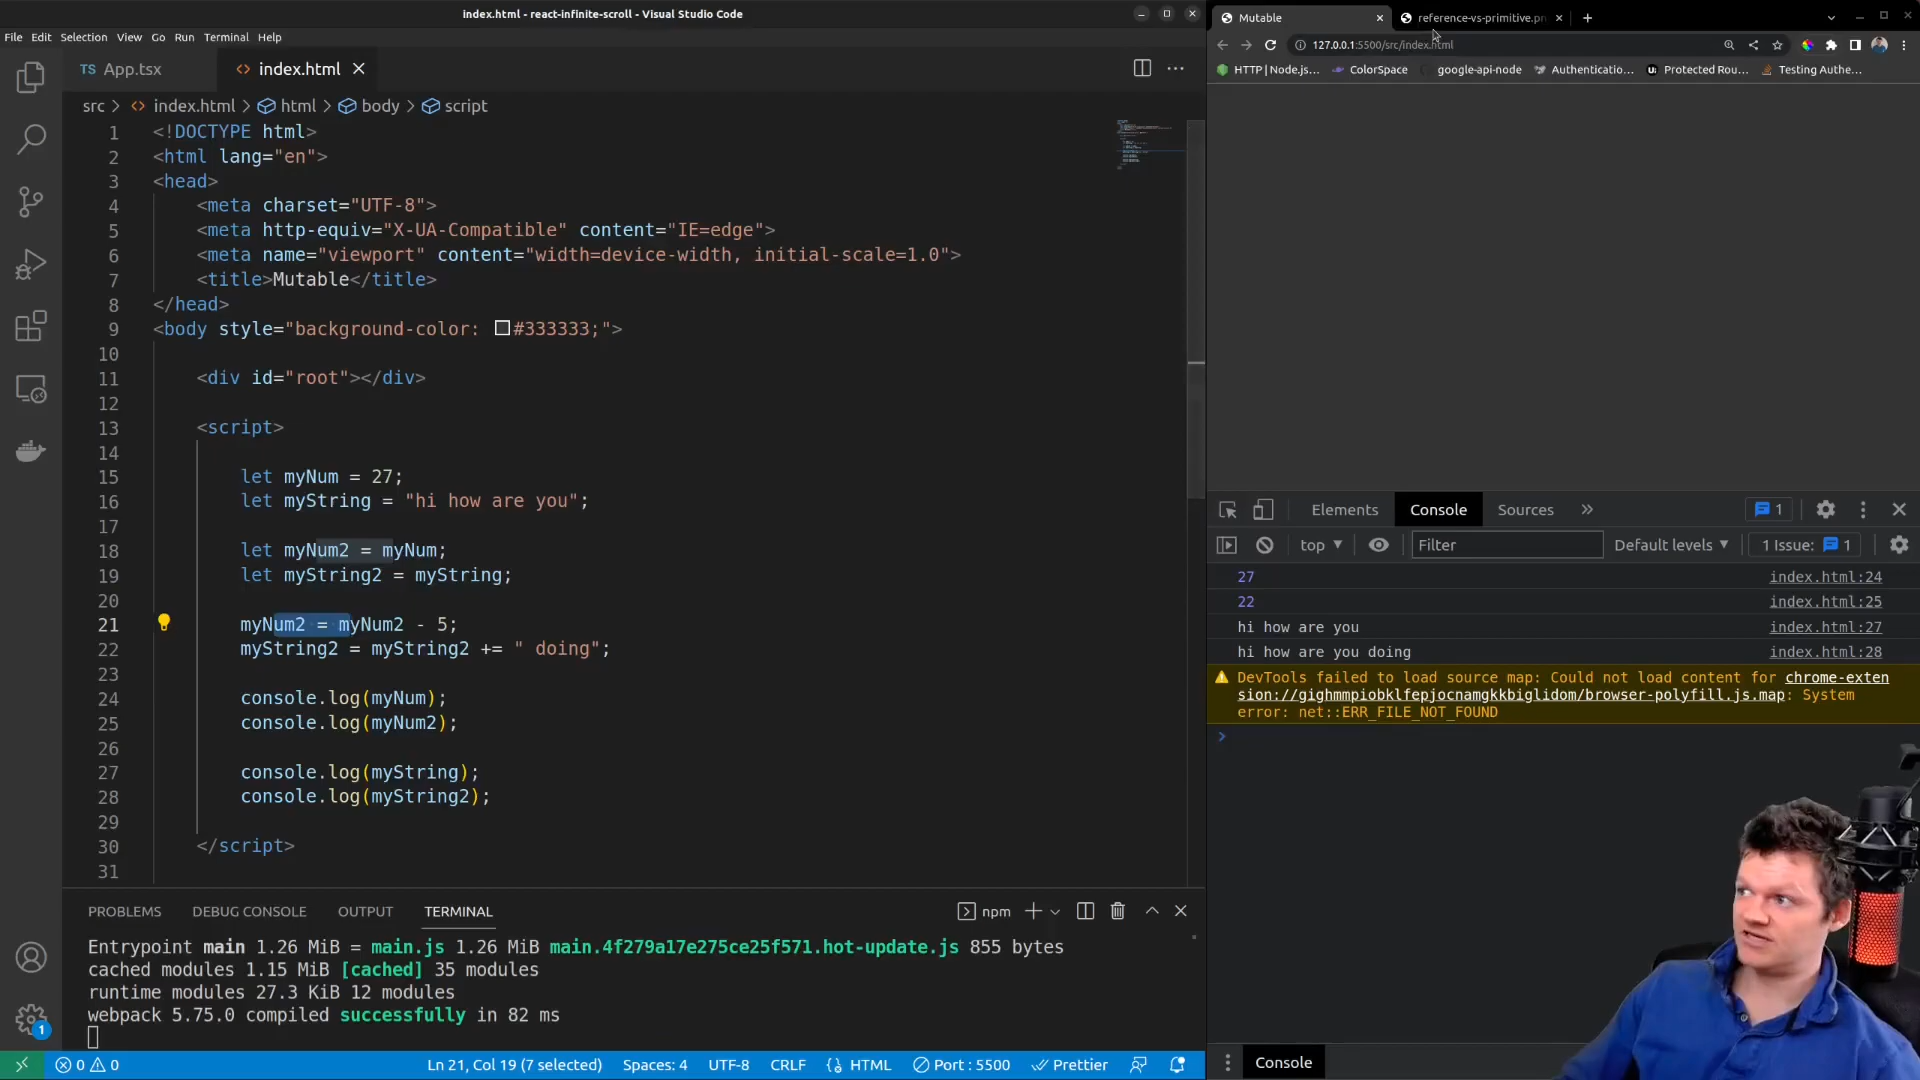 index.html - react-infinite-scroll - Visual Studio Code
File Edit Selection View Go Run Terminal Help
TS App.tsx
<> index.html
src > <> index.html > html > body > script
1 <!DOCTYPE html>
2 <html lang="en">
3 <head>
4 <meta charset="UTF-8">
5 <meta http-equiv="X-UA-Compatible" content="IE=edge">
6 <meta name="viewport" content="width=device-width, initial-scale=1.0">
7 <title>Mutable</title>
8 </head>
9 <body style="background-color: #333333;">
10
11 <div id="root"></div>
12
13 <script>
14
15 let myNum = 27;
16 let myString = "hi how are you";
17
18 let myNum2 = myNum;
19 let myString2 = myString;
20
21 myNum2 = myNum2 - 5;
22 myString2 = myString2 += " doing";
23
24 console.log(myNum);
25 console.log(myNum2);
26
27 console.log(myString);
28 console.log(myString2);
29
30 </script>
31
PROBLEMS DEBUG CONSOLE OUTPUT TERMINAL
npm
Entrypoint main 1.26 MiB = main.js 1.26 MiB main.4f279a17e275ce25f571.hot-update.js 855 bytes
cached modules 1.15 MiB [cached] 35 modules
runtime modules 27.3 KiB 12 modules
webpack 5.75.0 compiled successfully in 82 ms
1
0 0
Ln 21, Col 19 (7 selected) Spaces: 4 UTF-8 CRLF HTML Port : 5500 Prettier
Mutable
reference-vs-primitive.pn
127.0.0.1:5500/src/index.html
HTTP | Node.js... ColorSpace google-api-node Authenticatio... Protected Rou... Testing Authe...
Elements Console Sources » 1
top Filter Default levels 1 Issue: 1
27 index.html:24
22 index.html:25
hi how are you index.html:27
hi how are you doing index.html:28
DevTools failed to load source map: Could not load content for chrome-exten
sion://gighmmpiobklfepjocnamgkkbiglidom/browser-polyfill.js.map: System
error: net::ERR_FILE_NOT_FOUND
>
Console